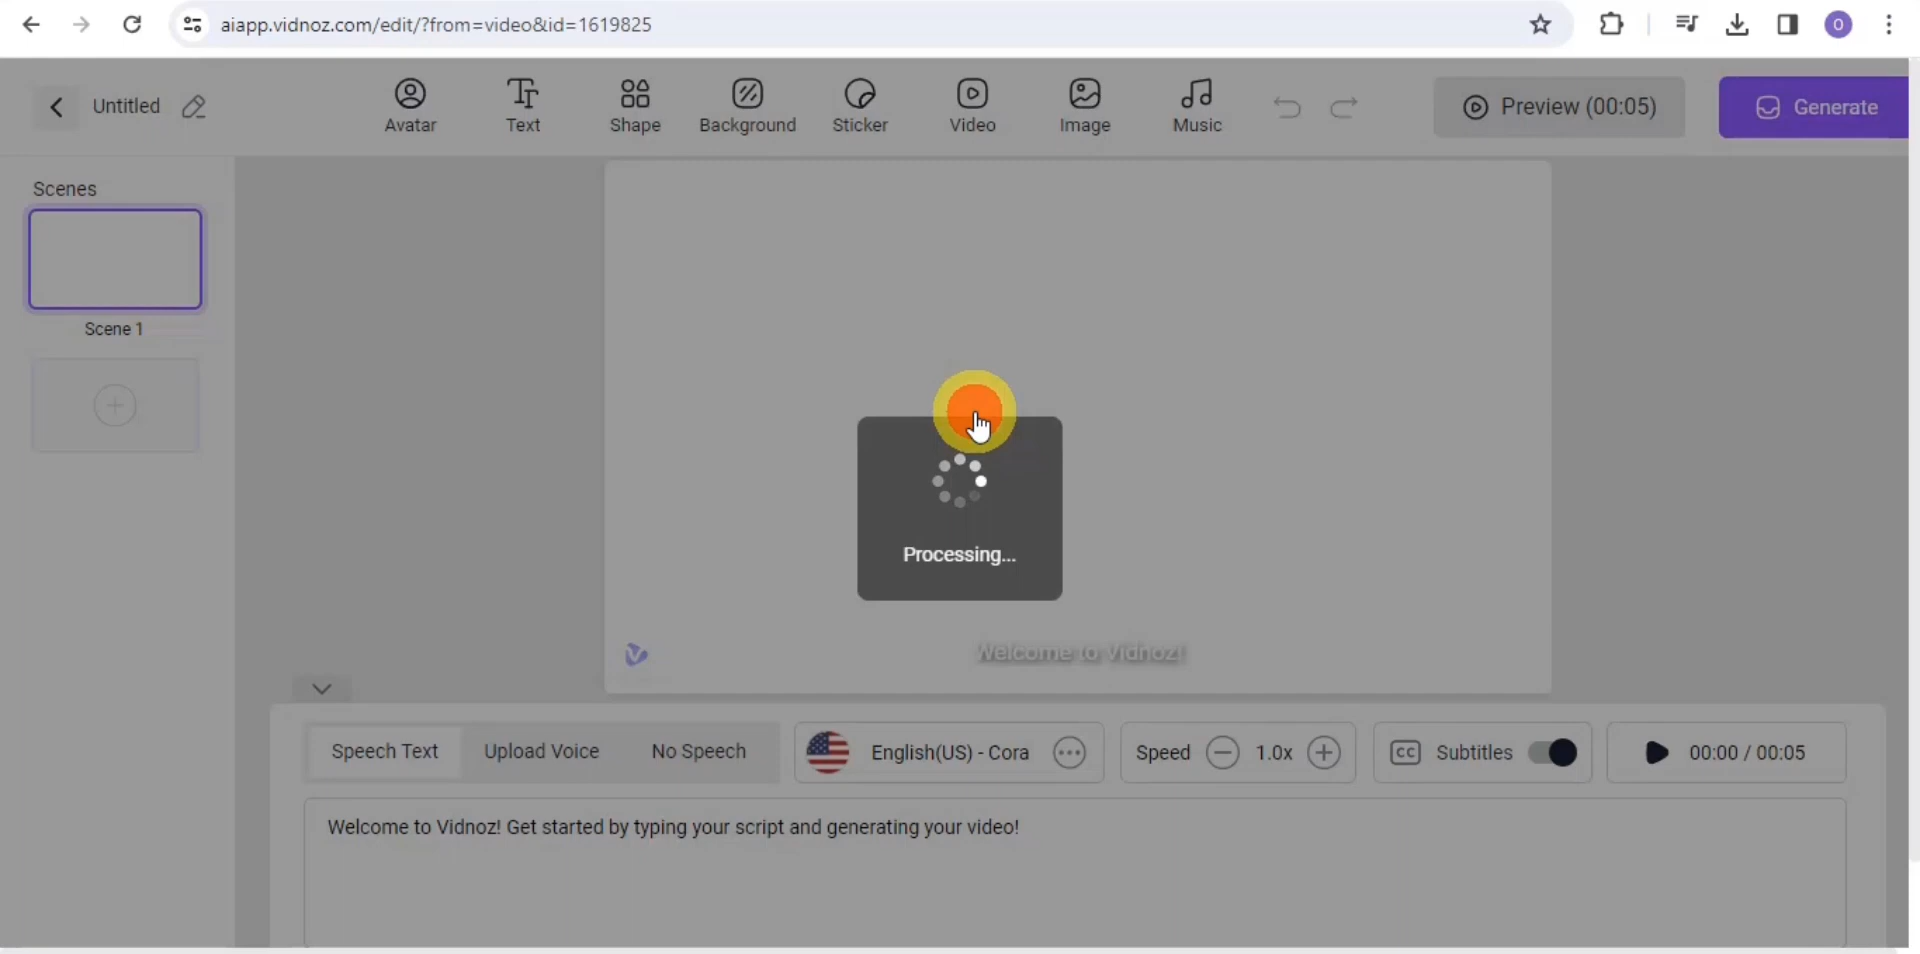 aiapp.vidnoz.com/edit/?from=video&id=1619825
O
Untitled
Avatar
Text
Shape
Background
Sticker
Video
Image
Music
Preview (00:05)
Generate
Scenes
Scene 1
Processing...
Welcome to Vidnoz!
Speech Text
Upload Voice
No Speech
English(US) - Cora
Speed
1.0x
CC
Subtitles
00:00 / 00:05
Welcome to Vidnoz! Get started by typing your script and generating your video!